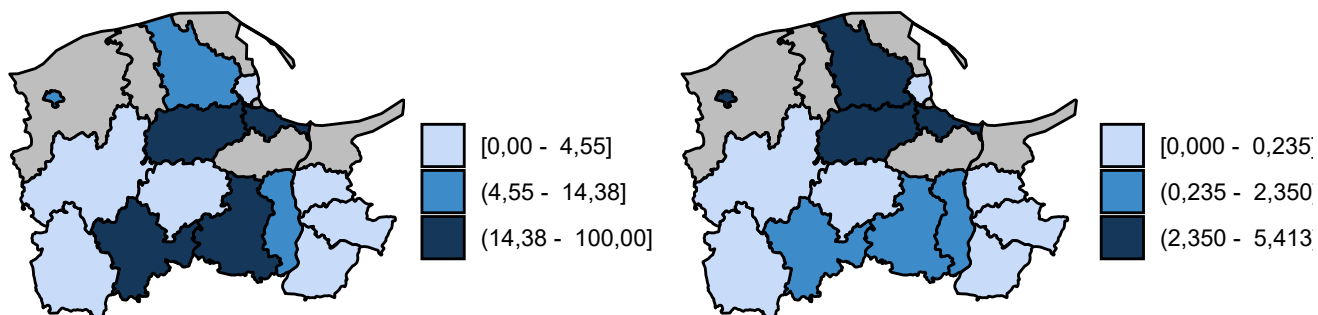 [0,00 - 4,55]
(4,55 - 14,38]
(14,38 - 100,00]
[0,000 - 0,235]
(0,235 - 2,350]
(2,350 - 5,413]